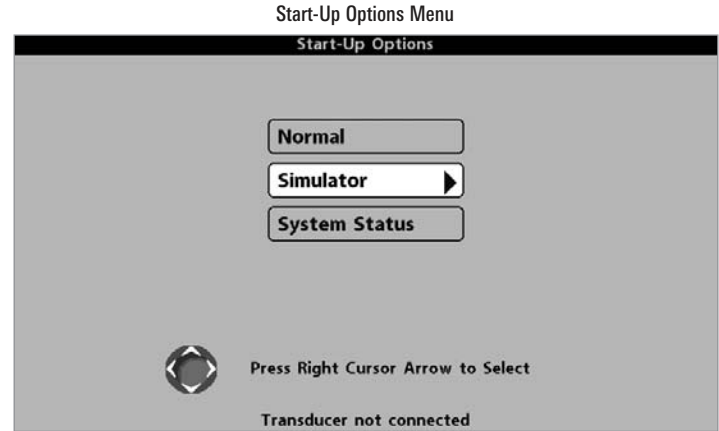 Start-Up Options Menu
Start-Up Options
Normal
Simulator
System Status
Press Right Cursor Arrow to Select
Transducer not connected